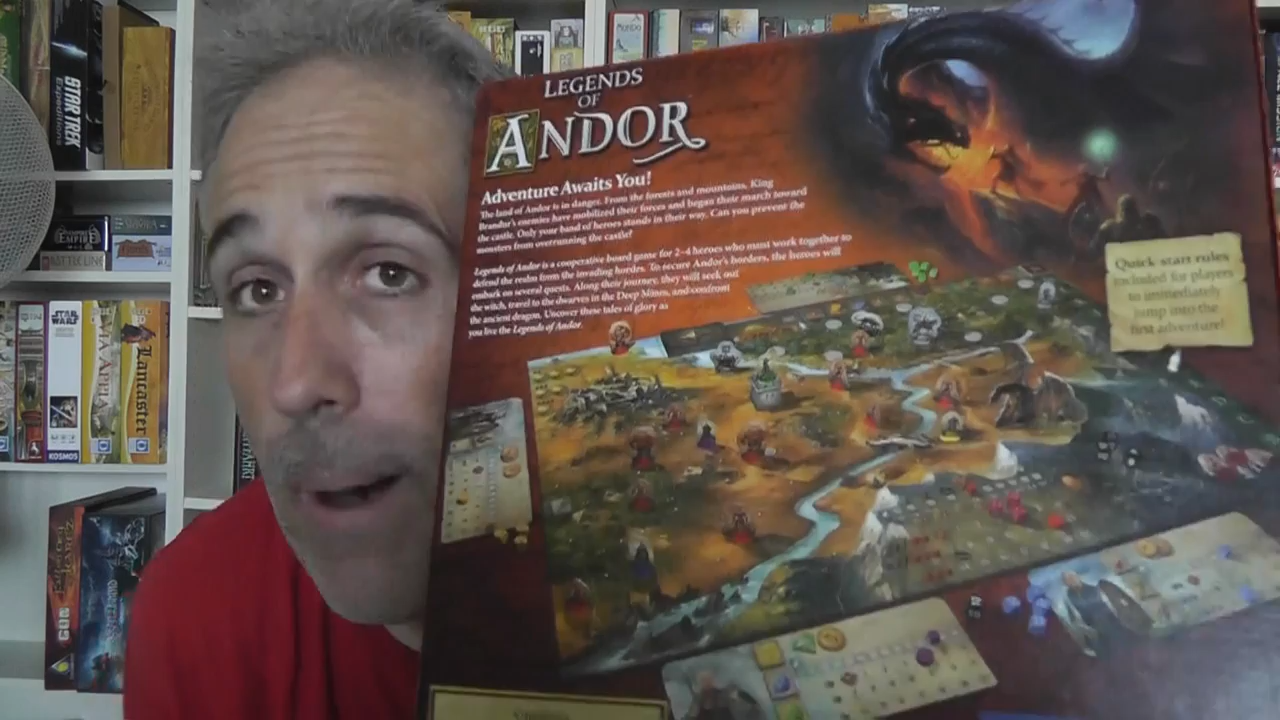 STAR TREK
Expeditions
EMPIRE
BATTLE LINE
STAR WARS
KOSMOS
Lancaster
LEGENDS
OF
ANDOR
Adventure Awaits You!
The land of Andor is in danger. From the forests and mountains, King
Brandur's enemies have mobilized their forces and began their march toward
the castle. Only your band of heroes stands in their way. Can you prevent the
monsters from overrunning the castle?
Legends of Andor is a cooperative board game for 2-4 heroes who must work together to
defend the realm from the invading hordes. To secure Andor's borders, the heroes will
embark on several quests. Along their journey, they will seek out
the witch, travel to the dwarves in the Deep Mines, and confront
the ancient dragon. Uncover these tales of glory as
you live the Legends of Andor.
Quick start rules
included for players
to immediately
jump into the
first adventure!